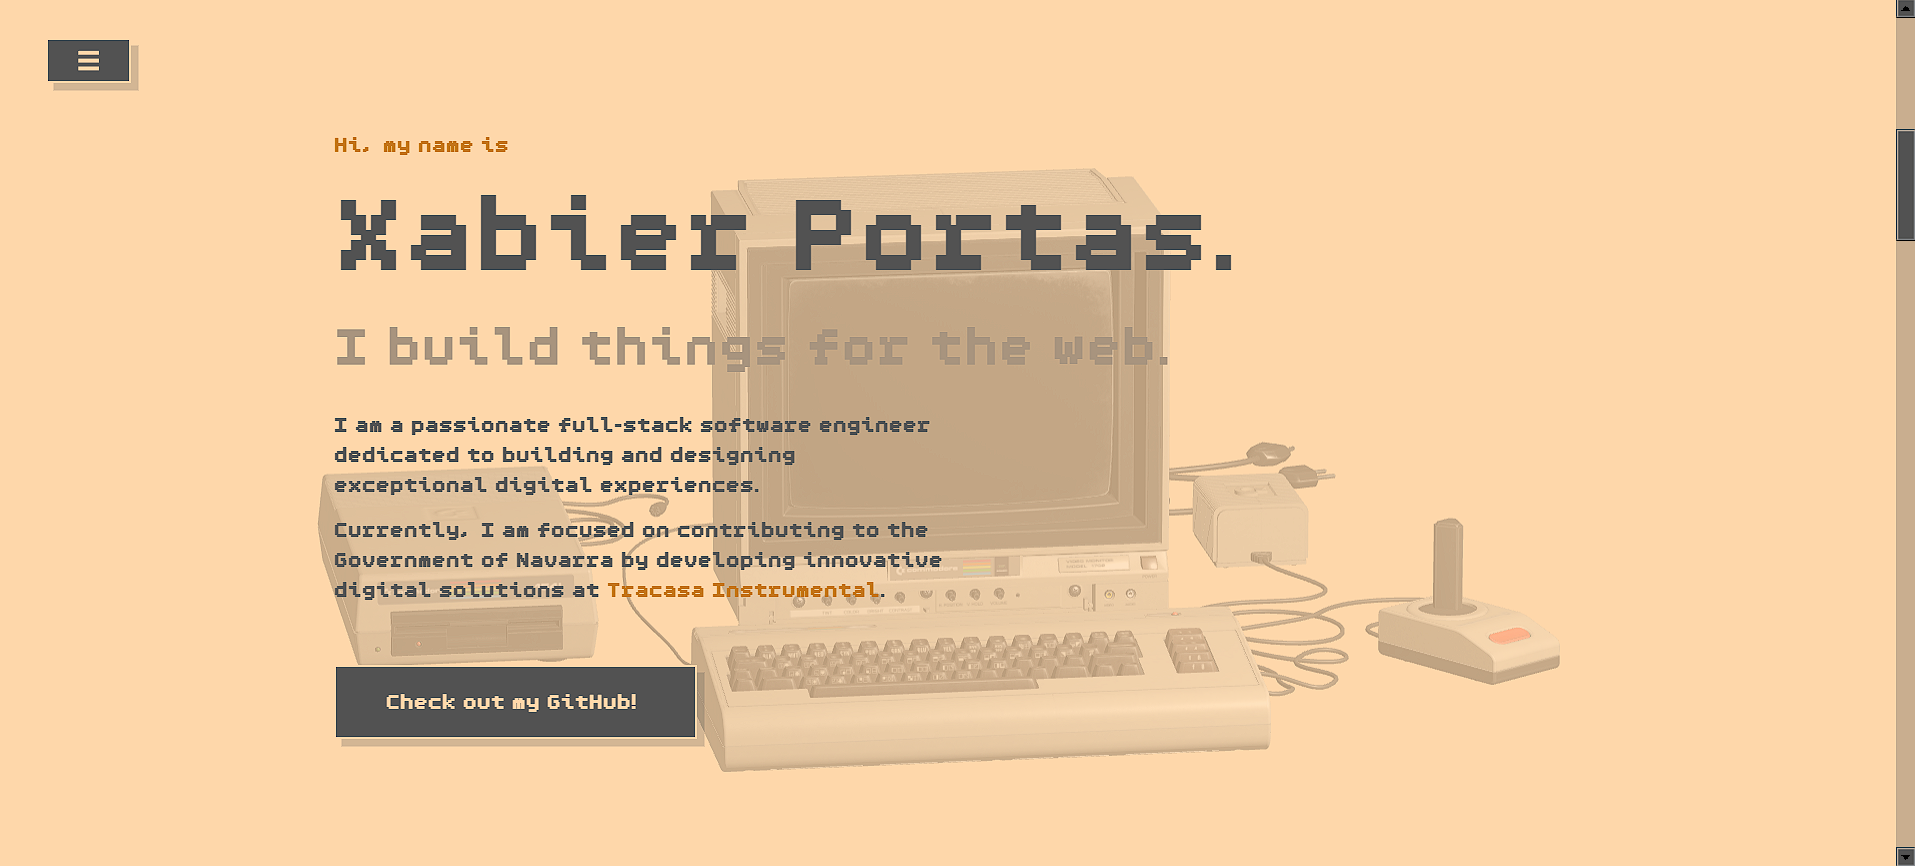 Hi, my name is
Xabier Portas.
I build things for the web.
I am a passionate full-stack software engineer
dedicated to building and designing
exceptional digital experiences.
Currently, I am focused on contributing to the
Government of Navarra by developing innovative
digital solutions at Tracasa Instrumental.
Check out my GitHub!